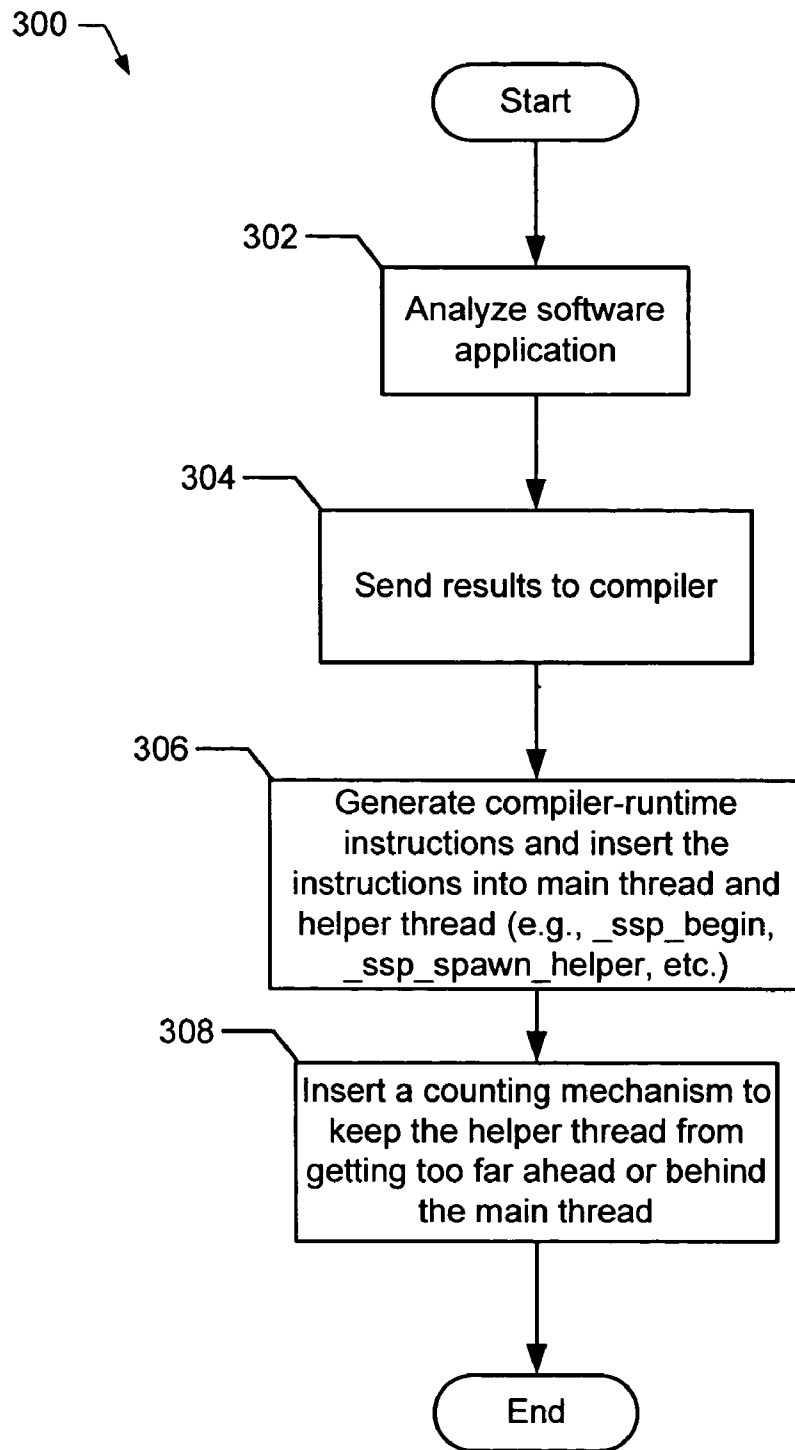 300
Start
302
Analyze software
application
304
Send results to compiler
306
Generate compiler-runtime
instructions and insert the
instructions into main thread and
helper thread (e.g., _ssp_begin,
_ssp_spawn_helper, etc.)
308
Insert a counting mechanism to
keep the helper thread from
getting too far ahead or behind
the main thread
End